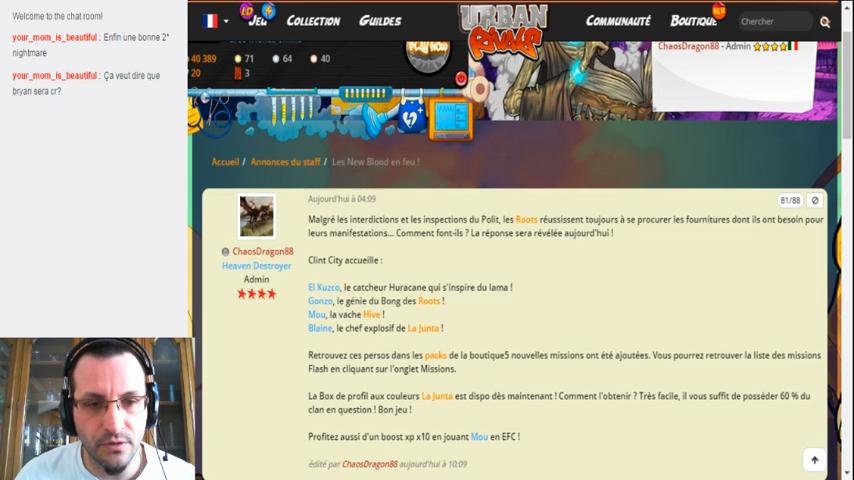 Welcome to the chat room!
your_mom_is_beautiful : Enfin une bonne 2* nightmare
your_mom_is_beautiful : Ça veut dire que bryan sera cr?
Jeu
Collection
Guildes
URBAN RIVALS
Communauté
Boutique
NEW
Chercher
PLAY NOW
ChaosDragon88 - Admin
40 389
71
64
40
20
3
Accueil / Annonces du staff / Les New Blood en feu !
Aujourd'hui à 04:09
81/88
ChaosDragon88
Heaven Destroyer
Admin
Malgré les interdictions et les inspections du Polit, les Roots réussissent toujours à se procurer les fournitures dont ils ont besoin pour
leurs manifestations... Comment font-ils ? La réponse sera révélée aujourd'hui !
Clint City accueille :
El Kuzco, le catcheur Huracane qui s'inspire du lama !
Gonzo, le génie du Bong des Roots !
Mou, la vache Hive !
Blaine, le chef explosif de La Junta !
Retrouvez ces persos dans les packs de la boutique5 nouvelles missions ont été ajoutées. Vous pourrez retrouver la liste des missions
Flash en cliquant sur l'onglet Missions.
La Box de profil aux couleurs La Junta est dispo dès maintenant ! Comment l'obtenir ? Très facile, il vous suffit de posséder 60 % du
clan en question ! Bon jeu !
Profitez aussi d'un boost xp x10 en jouant Mou en EFC !
édité par ChaosDragon88 aujourd'hui à 10:09